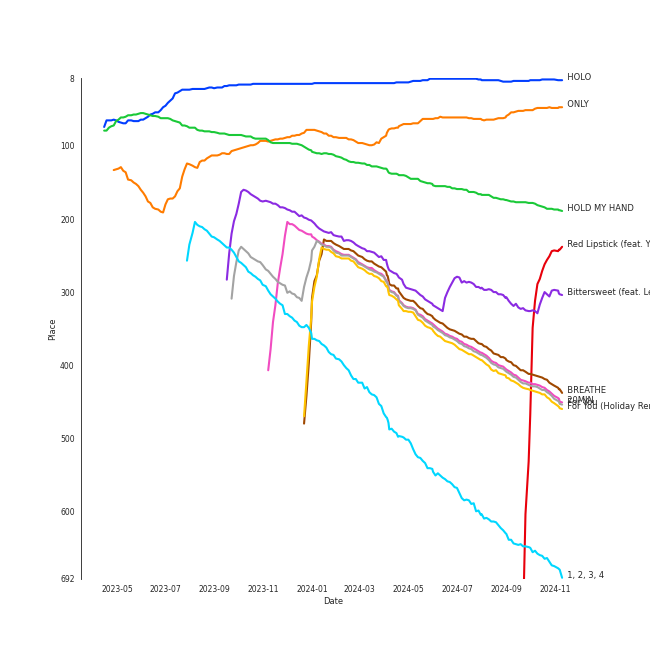 8
HOLO
ONLY
100
HOLD MY HAND
200
Red Lipstick (feat. Y
300
Bittersweet (feat. Le
Place
400
BREATHE
20MIN
For You (Holiday Rer
500
600
692
1, 2, 3, 4
2023-05 2023-07 2023-09 2023-11 2024-01 2024-03 2024-05 2024-07 2024-09 2024-11
Date